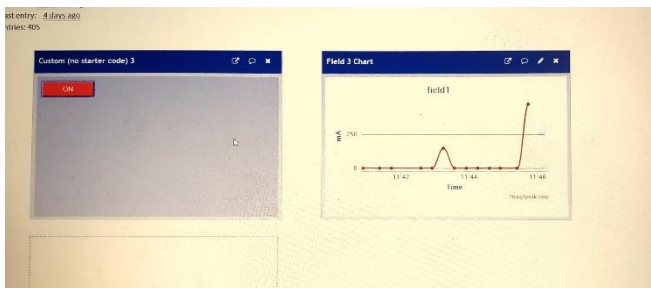 ast entry: 4 days ago
ntries: 405
Custom (no starter code) 3
ON
Field 3 Chart
field1
mA
250
0
11:42
11:44
11:46
Time
ThingSpeak.com